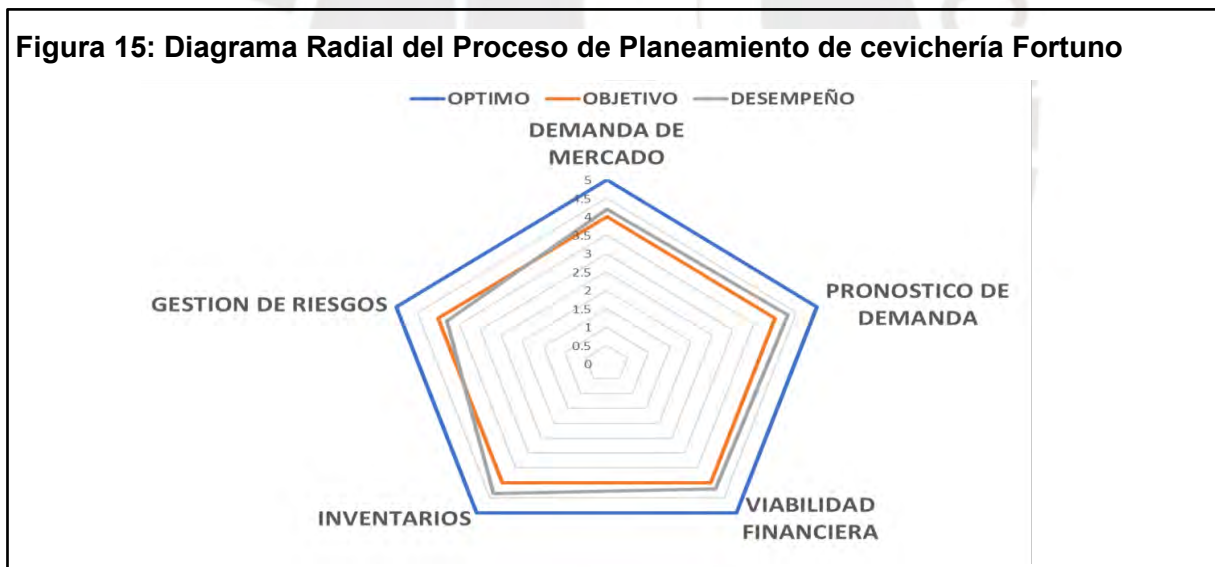 Figura 15: Diagrama Radial del Proceso de Planeamiento de cevichería Fortuno
OPTIMO OBJETIVO DESEMPEÑO
DEMANDA DE
MERCADO
5
4.5
4
3.5
3
2.5
2
1.5
1
0.5
0
GESTION DE RIESGOS
PRONOSTICO DE
DEMANDA
INVENTARIOS
VIABILIDAD
FINANCIERA